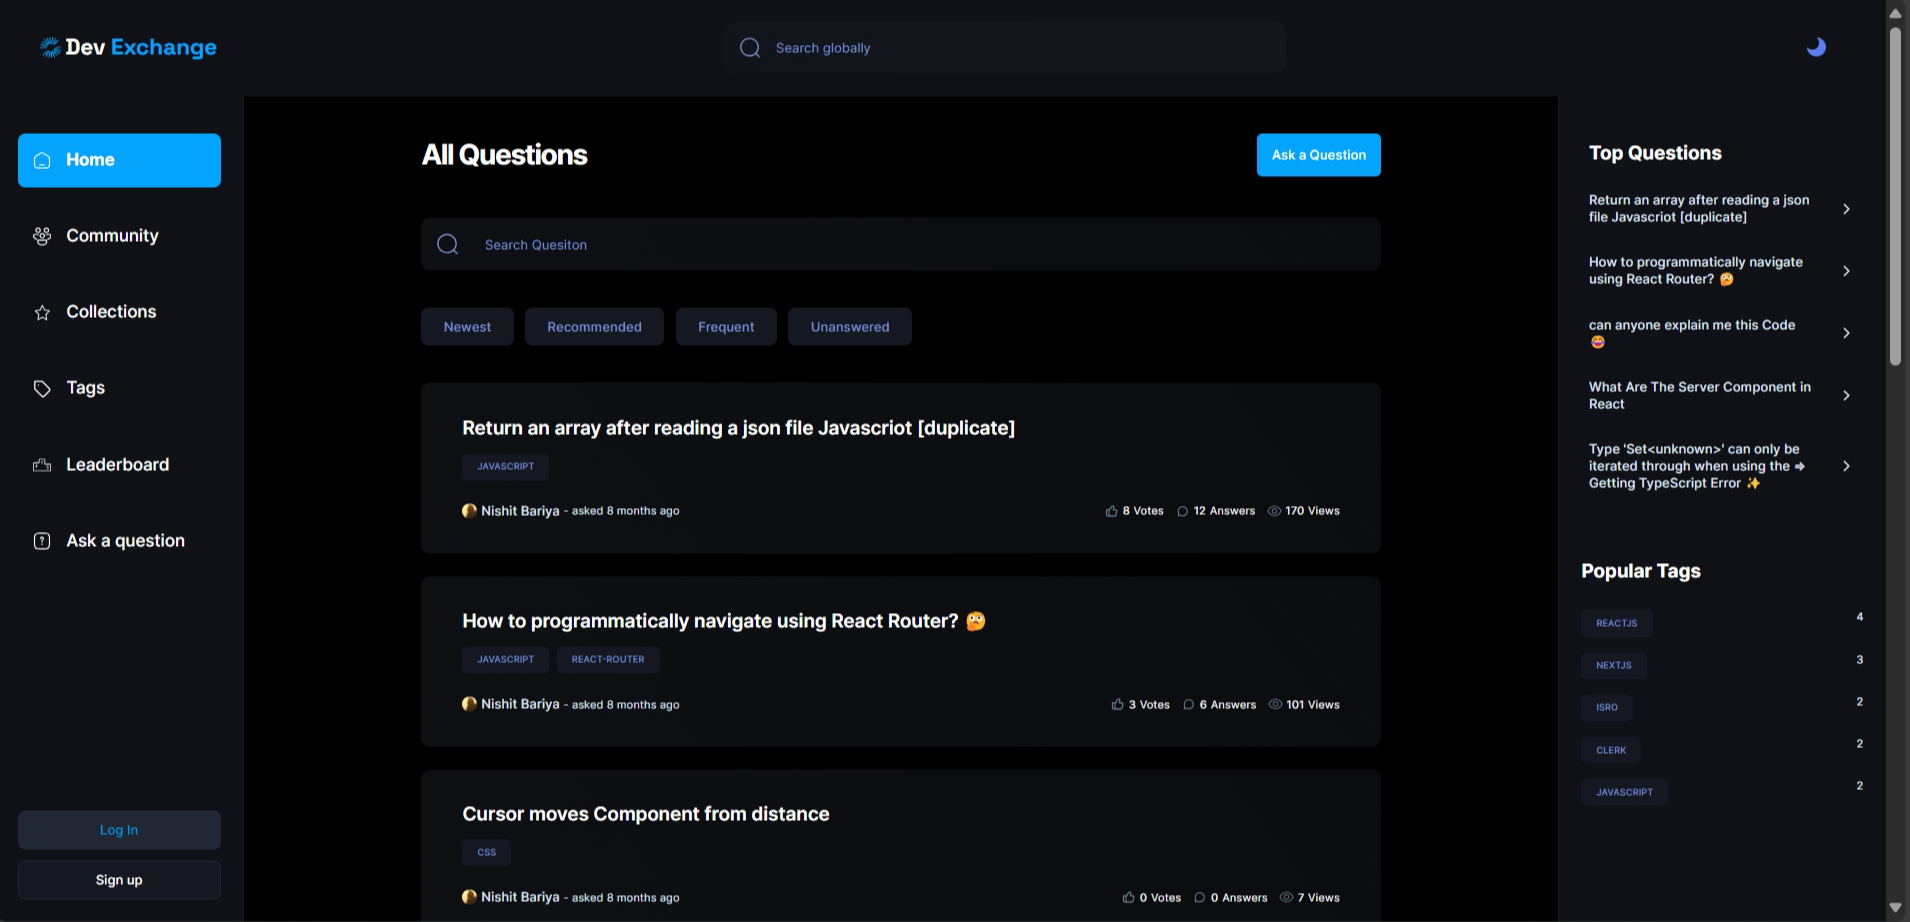 Dev Exchange
Search globally
Home
Community
Collections
Tags
Leaderboard
Ask a question
Log In
Sign up
All Questions
Ask a Question
Search Quesiton
Newest
Recommended
Frequent
Unanswered
Return an array after reading a json file Javascriot [duplicate]
JAVASCRIPT
Nishit Bariya - asked 8 months ago
8 Votes 12 Answers 170 Views
How to programmatically navigate using React Router? 🤔
JAVASCRIPT REACT-ROUTER
Nishit Bariya - asked 8 months ago
3 Votes 6 Answers 101 Views
Cursor moves Component from distance
CSS
Nishit Bariya - asked 8 months ago
0 Votes 0 Answers 7 Views
Top Questions
Return an array after reading a json
file Javascriot [duplicate]
How to programmatically navigate
using React Router? 🤔
can anyone explain me this Code
😂
What Are The Server Component in
React
Type 'Set<unknown>' can only be
iterated through when using the ➡
Getting TypeScript Error ✨
Popular Tags
REACTJS 4
NEXTJS 3
ISRO 2
CLERK 2
JAVASCRIPT 2